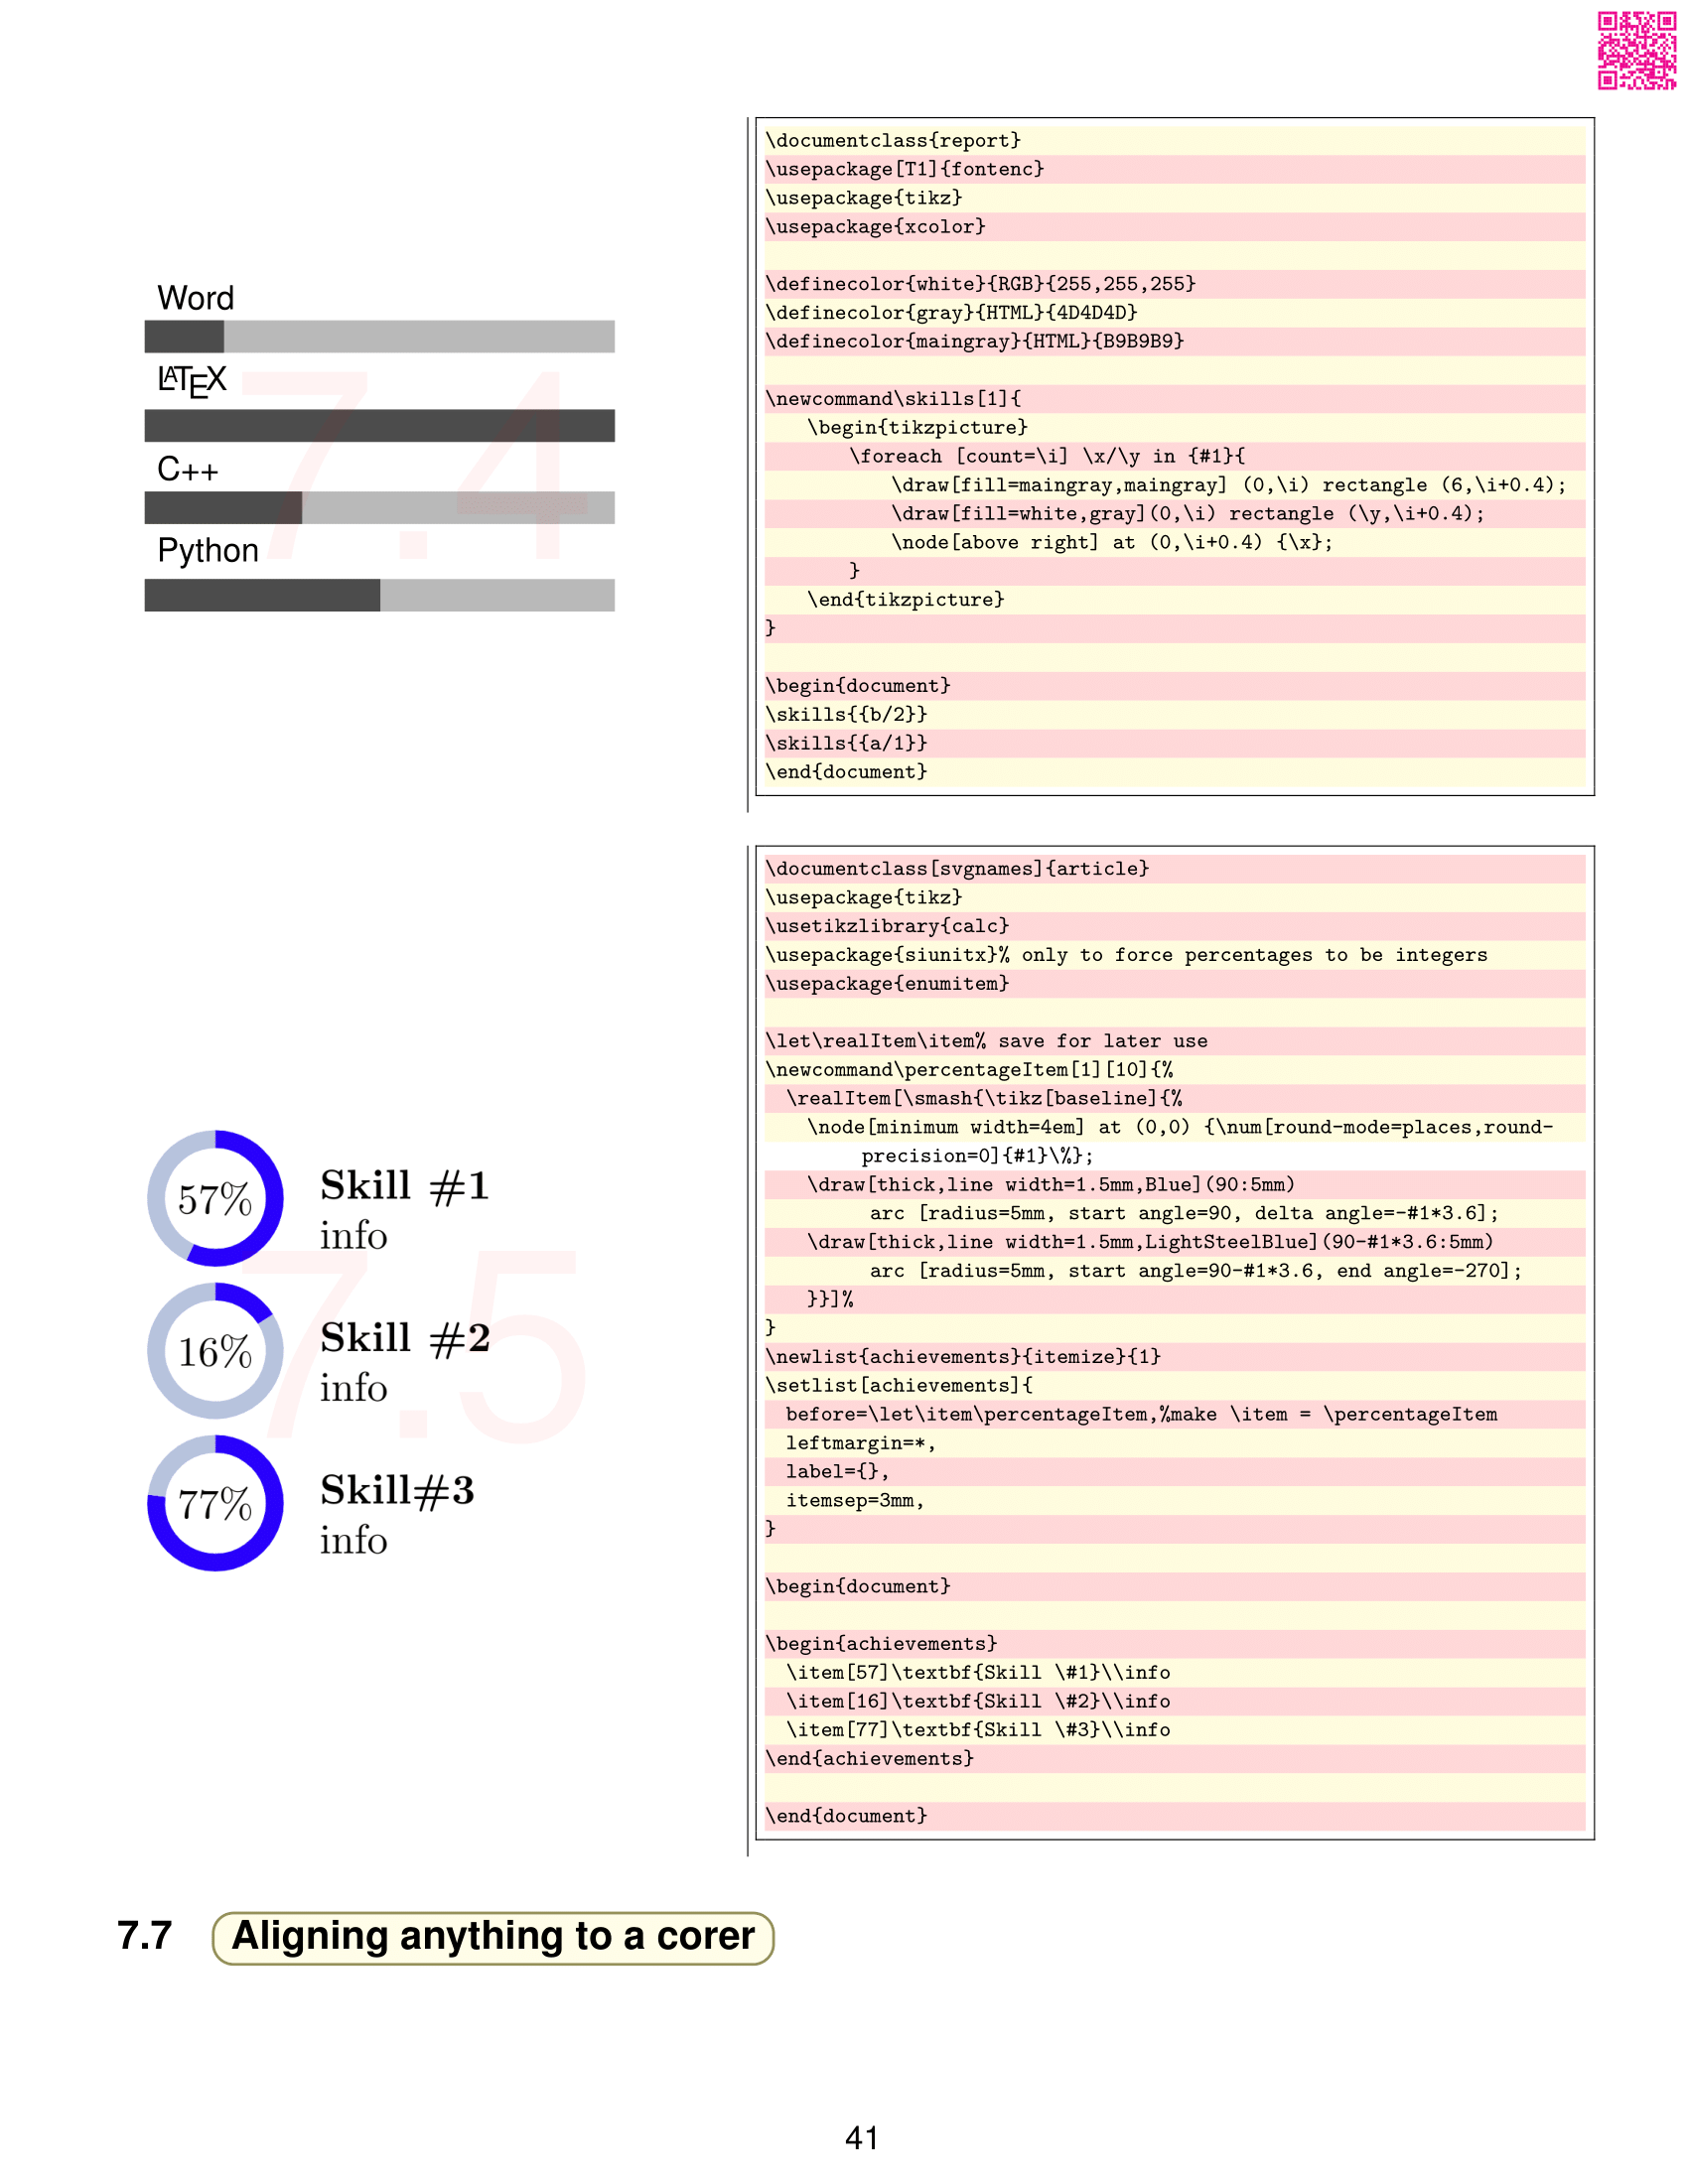 Word
LATEX
C++
Python
7.4
\documentclass{report}
\usepackage[T1]{fontenc}
\usepackage{tikz}
\usepackage{xcolor}
\definecolor{white}{RGB}{255,255,255}
\definecolor{gray}{HTML}{4D4D4D}
\definecolor{maingray}{HTML}{B9B9B9}
\newcommand\skills[1]{
\begin{tikzpicture}
\foreach [count=\i] \x/\y in {#1}{
\draw[fill=maingray,maingray] (0,\i) rectangle (6,\i+0.4);
\draw[fill=white,gray](0,\i) rectangle (\y,\i+0.4);
\node[above right] at (0,\i+0.4) {\x};
}
\end{tikzpicture}
}
\begin{document}
\skills{{b/2}}
\skills{{a/1}}
\end{document}
57%
Skill #1
info
16%
Skill #2
info
77%
Skill#3
info
7.5
\documentclass[svgnames]{article}
\usepackage{tikz}
\usetikzlibrary{calc}
\usepackage{siunitx}% only to force percentages to be integers
\usepackage{enumitem}
\let\realItem\item% save for later use
\newcommand\percentageItem[1][10]{%
\realItem[\smash{\tikz[baseline]{%
\node[minimum width=4em] at (0,0) {\num[round-mode=places,round-
precision=0]{#1}\%};
\draw[thick,line width=1.5mm,Blue](90:5mm)
arc [radius=5mm, start angle=90, delta angle=-#1*3.6];
\draw[thick,line width=1.5mm,LightSteelBlue](90-#1*3.6:5mm)
arc [radius=5mm, start angle=90-#1*3.6, end angle=-270];
}}]%
}
\newlist{achievements}{itemize}{1}
\setlist[achievements]{
before=\let\item\percentageItem,%make \item = \percentageItem
leftmargin=*,
label={},
itemsep=3mm,
}
\begin{document}
\begin{achievements}
\item[57]\textbf{Skill \#1}\\info
\item[16]\textbf{Skill \#2}\\info
\item[77]\textbf{Skill \#3}\\info
\end{achievements}
\end{document}
7.7 Aligning anything to a corer
41